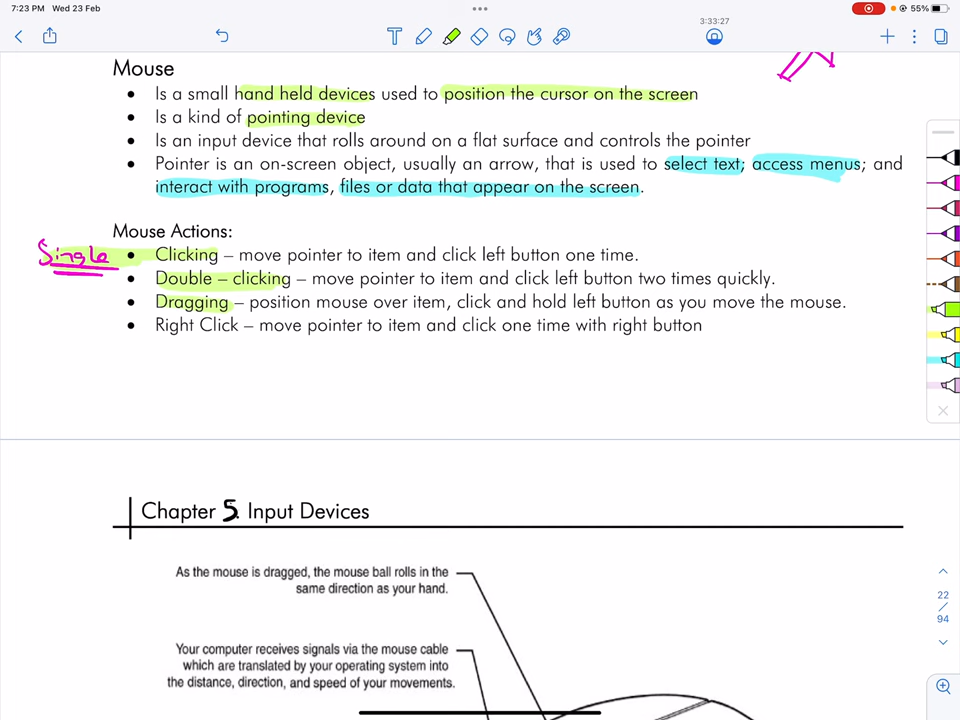 7:23 PM Wed 23 Feb
55%
3:33:27
Mouse
• Is a small hand held devices used to position the cursor on the screen
• Is a kind of pointing device
• Is an input device that rolls around on a flat surface and controls the pointer
• Pointer is an on-screen object, usually an arrow, that is used to select text; access menus; and
interact with programs, files or data that appear on the screen.
Mouse Actions:
Single • Clicking – move pointer to item and click left button one time.
• Double – clicking – move pointer to item and click left button two times quickly.
• Dragging – position mouse over item, click and hold left button as you move the mouse.
• Right Click – move pointer to item and click one time with right button
Chapter 5. Input Devices
As the mouse is dragged, the mouse ball rolls in the
same direction as your hand.
Your computer receives signals via the mouse cable
which are translated by your operating system into
the distance, direction, and speed of your movements.
22
/
94